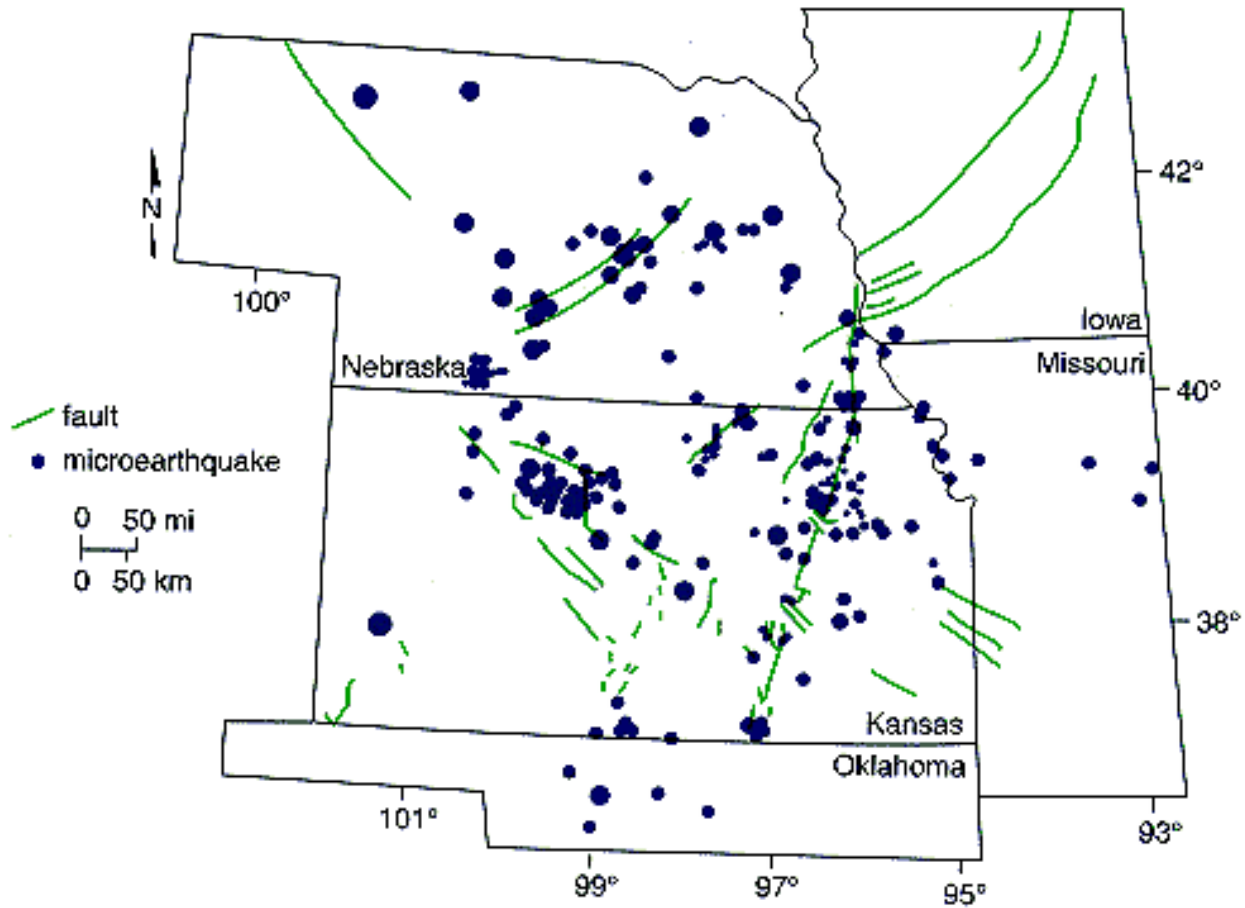 42°
N
100°
Iowa
Nebraska
Missouri
40°
fault
microearthquake
0 50 mi
0 50 km
38°
Kansas
Oklahoma
101°
93°
99°
97°
95°